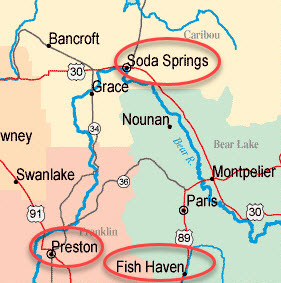 Caribou
Bancroft
30
Soda Springs
Grace
34
Nounan
wney
Bear Lake
Bear R.
Swanlake
36
Montpelier
91
Paris
30
Franklin
89
Preston
Fish Haven